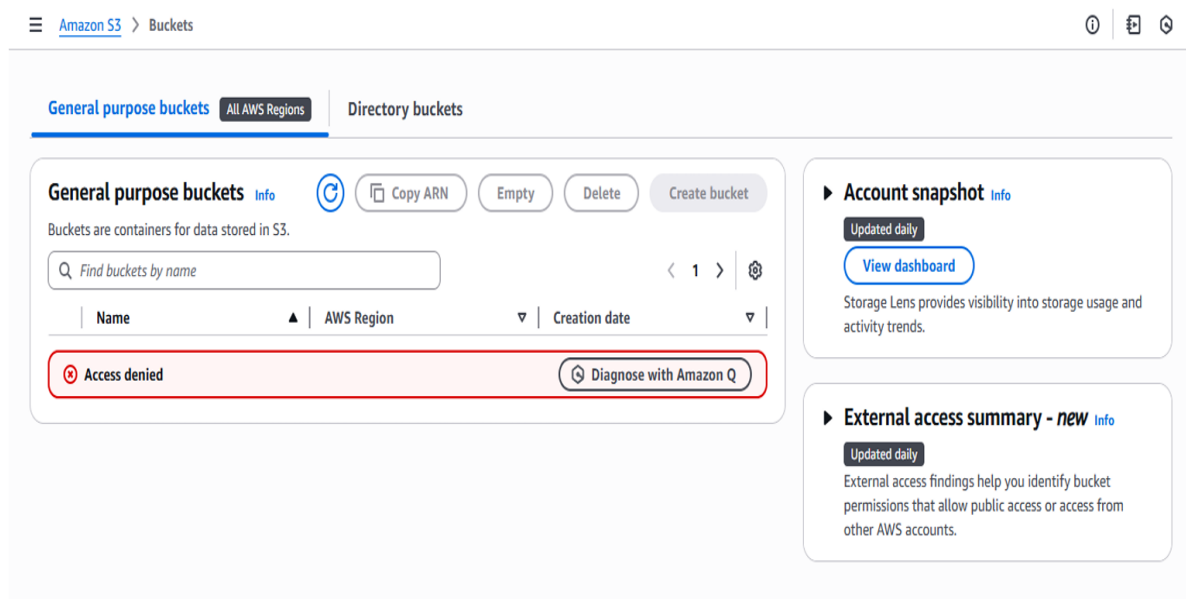 Amazon S3 > Buckets
General purpose buckets All AWS Regions
Directory buckets
General purpose buckets Info
Copy ARN
Empty
Delete
Create bucket
Buckets are containers for data stored in S3.
Find buckets by name
1
Name AWS Region Creation date
Access denied
Diagnose with Amazon Q
Account snapshot Info
Updated daily
View dashboard
Storage Lens provides visibility into storage usage and
activity trends.
External access summary - new Info
Updated daily
External access findings help you identify bucket
permissions that allow public access or access from
other AWS accounts.